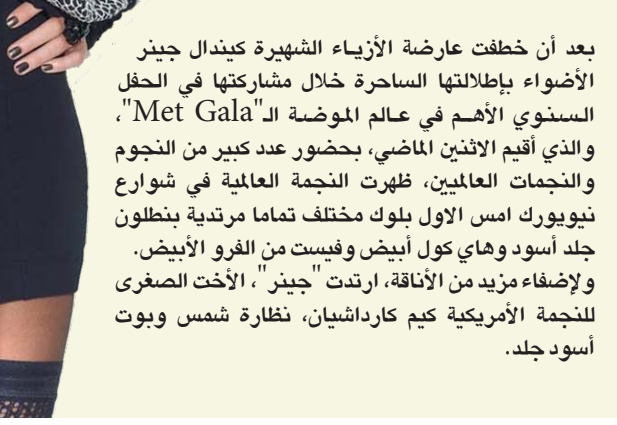 بعد أن خطفت عارضة الأزياء الشهيرة كيندال جينر
الأضواء بإطلالتها الساحرة خلال مشاركتها في الحفل
السنوي الأهم في عالم الموضة الـ"Met Gala"،
والذي أقيم الاثنين الماضي، بحضور عدد كبير من النجوم
والنجمات العالميين، ظهرت النجمة العالمية في شوارع
نيويورك امس الاول بلوك مختلف تماما مرتدية بنطلون
جلد أسود وهاي كول أبيض وفيست من الفرو الأبيض.
ولإضفاء مزيد من الأناقة، ارتدت "جينر"، الأخت الصغرى
للنجمة الأمريكية كيم كارداشيان، نظارة شمس وبوت
أسود جلد.